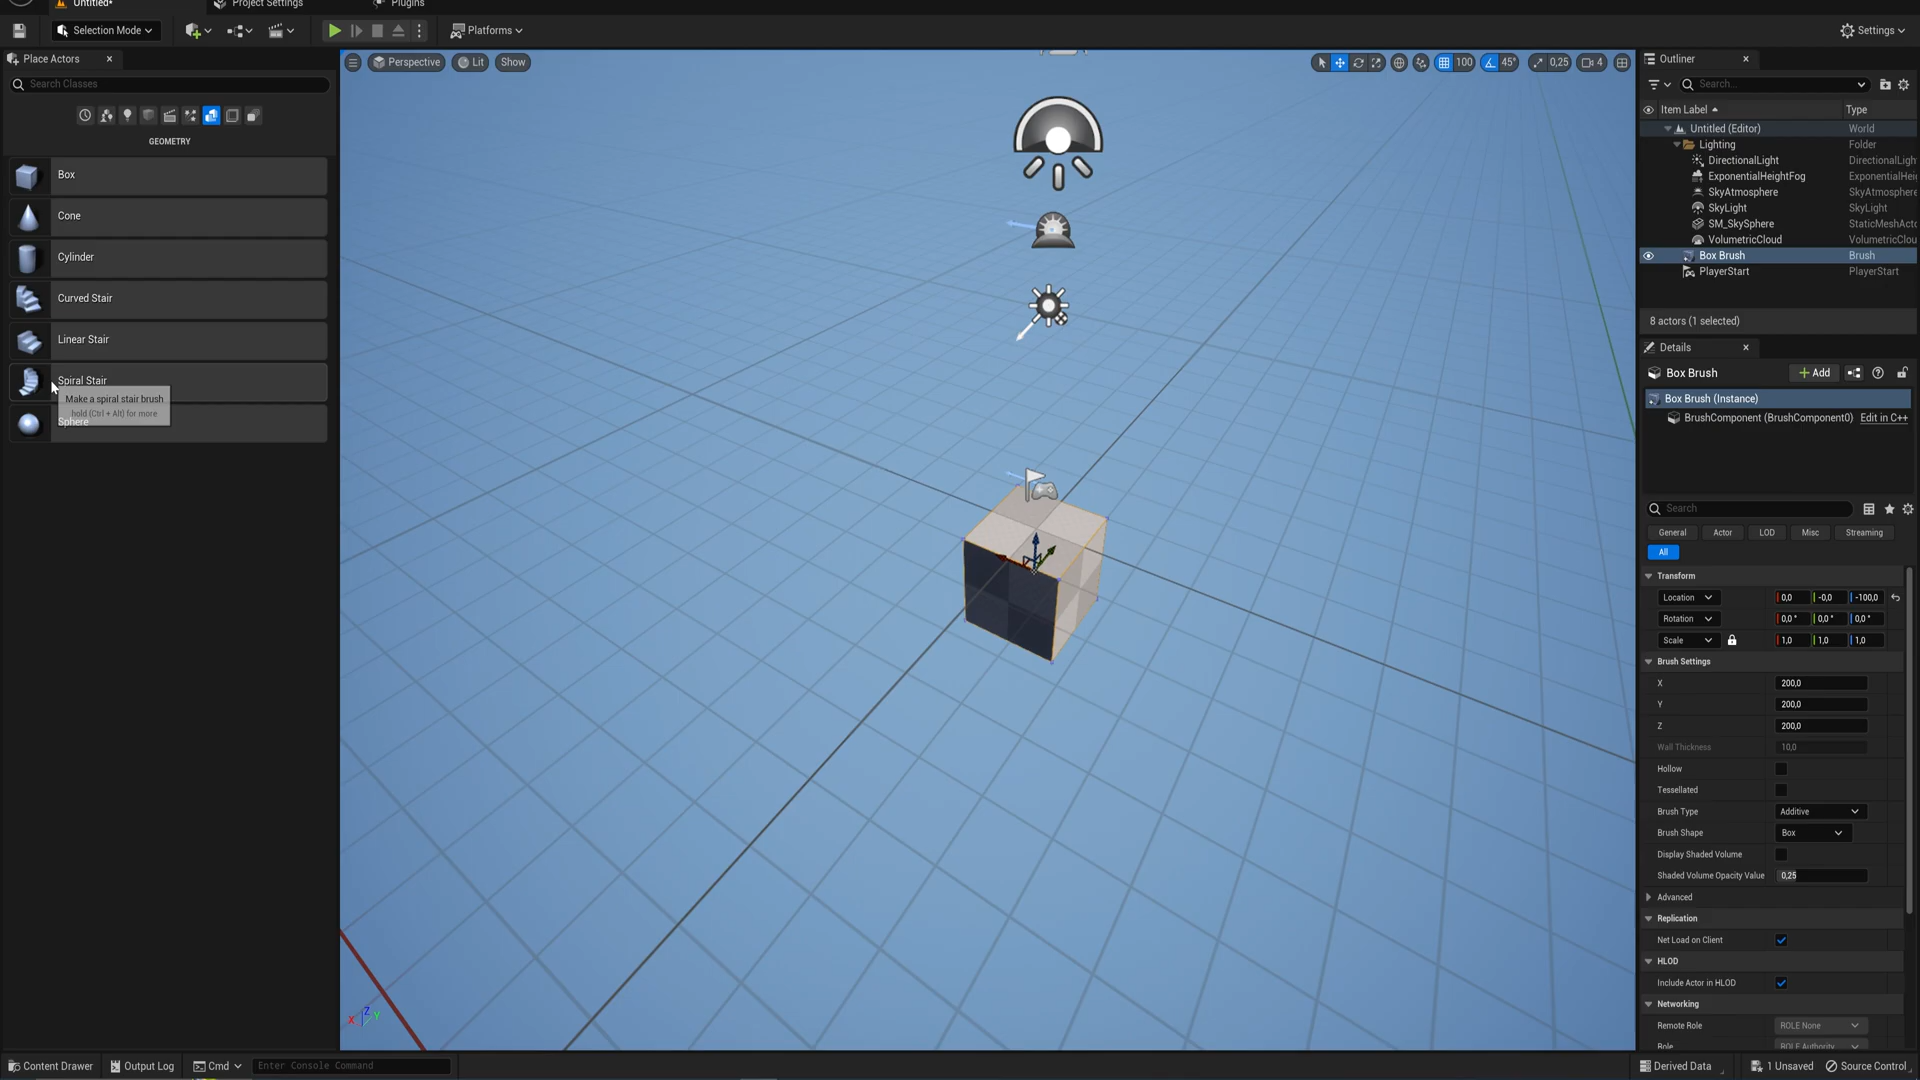 Untitled*
Project Settings
Plugins
Selection Mode
Platforms
Settings
Place Actors
Search Classes
GEOMETRY
Box
Cone
Cylinder
Curved Stair
Linear Stair
Spiral Stair
Make a spiral stair brush
hold (Ctrl + Alt) for more
Sphere
Perspective
Lit
Show
100
45°
0,25
4
X
Z
Y
Outliner
Search...
Item Label
Type
Untitled (Editor)
World
Lighting
Folder
DirectionalLight
DirectionalLigh
ExponentialHeightFog
ExponentialHei
SkyAtmosphere
SkyAtmosphere
SkyLight
SkyLight
SM_SkySphere
StaticMeshActo
VolumetricCloud
VolumetricClou
Box Brush
Brush
PlayerStart
PlayerStart
8 actors (1 selected)
Details
Box Brush
+ Add
Box Brush (Instance)
BrushComponent (BrushComponent0)
Edit in C++
Search
General
Actor
LOD
Misc
Streaming
All
Transform
Location
0,0
-0,0
-100,0
Rotation
0,0 °
0,0 °
0,0 °
Scale
1,0
1,0
1,0
Brush Settings
X
200,0
Y
200,0
Z
200,0
Wall Thickness
10,0
Hollow
Tessellated
Brush Type
Additive
Brush Shape
Box
Display Shaded Volume
Shaded Volume Opacity Value
0,25
Advanced
Replication
Net Load on Client
HLOD
Include Actor in HLOD
Networking
Remote Role
ROLE None
Role
ROLE Authority
Content Drawer
Output Log
Cmd
Enter Console Command
Derived Data
1 Unsaved
Source Control